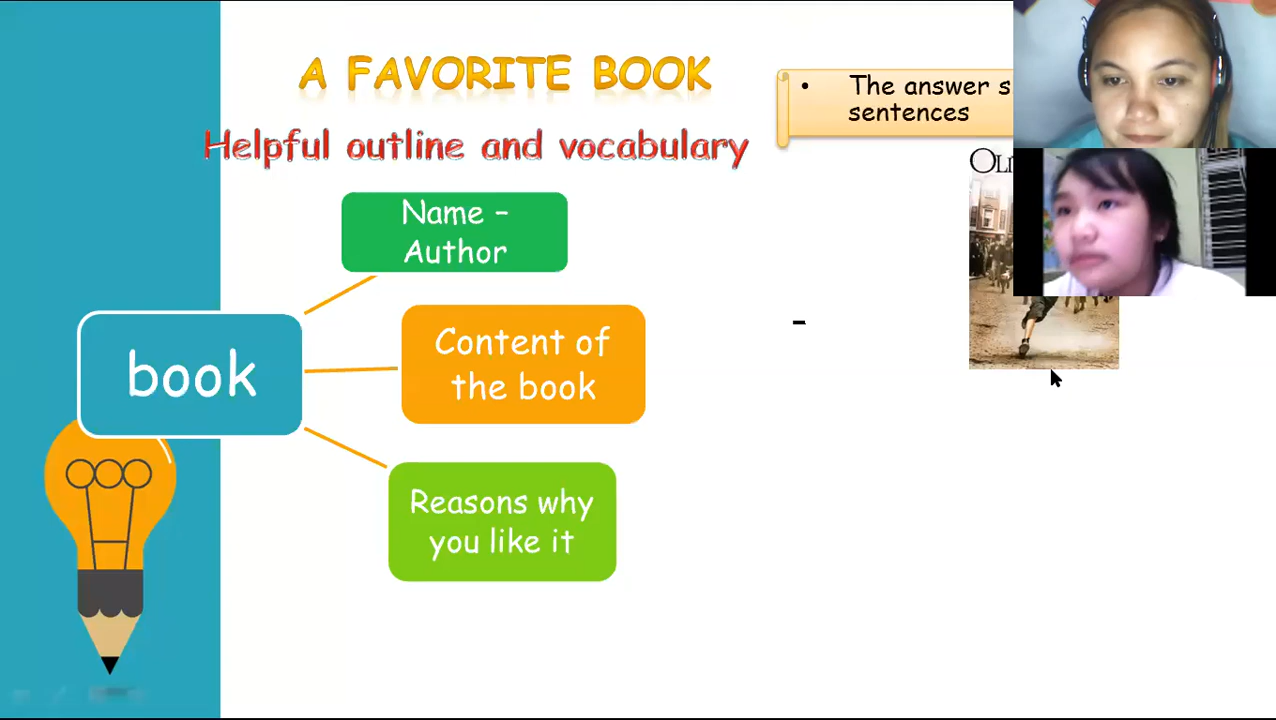 A FAVORITE BOOK
Helpful outline and vocabulary
• The answer s
sentences
Name –
Author
book
Content of
the book
-
Reasons why
you like it